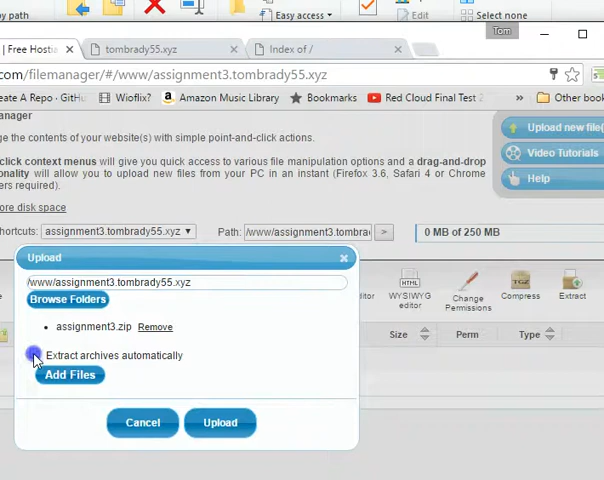 by path
Easy access
Edit
Select none
Tom
| Free Hostin
tombrady55.xyz
Index of /
com/filemanager/#/www/assignment3.tombrady55.xyz
eate A Repo · GitHu
Wioflix?
Amazon Music Library
Bookmarks
Red Cloud Final Test 2
»
Other book
nager
ge the contents of your website(s) with simple point-and-click actions.
click context menus will give you quick access to various file manipulation options and a drag-and-drop
onality will allow you to upload new files from your PC in an instant (Firefox 3.6, Safari 4 or Chrome
ers required).
ore disk space
Upload new file(
Video Tutorials
Help
hortcuts: assignment3.tombrady55.xyz
Path: /www/assignment3.tombra
>
0 MB of 250 MB
Upload
/www/assignment3.tombrady55.xyz
Browse Folders
assignment3.zip Remove
Extract archives automatically
Add Files
Cancel
Upload
ditor
HTML
WYSIWYG
editor
Change
Permissions
TGZ
Compress
Extract
Size
Perm
Type